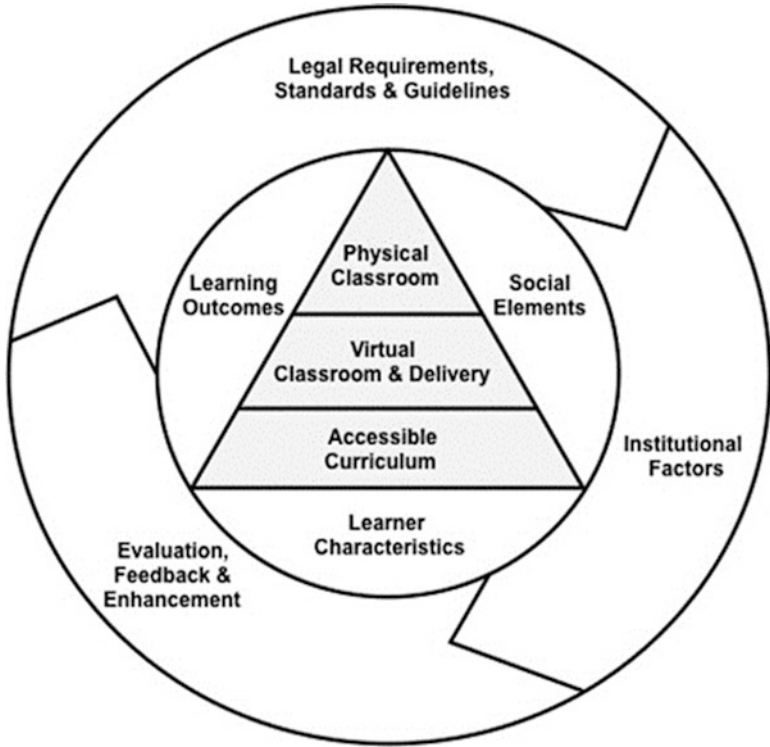 Legal Requirements,
Standards & Guidelines
Physical
Classroom
Learning
Outcomes
Social
Elements
Virtual
Classroom & Delivery
Accessible
Curriculum
Institutional
Factors
Learner
Characteristics
Evaluation,
Feedback &
Enhancement